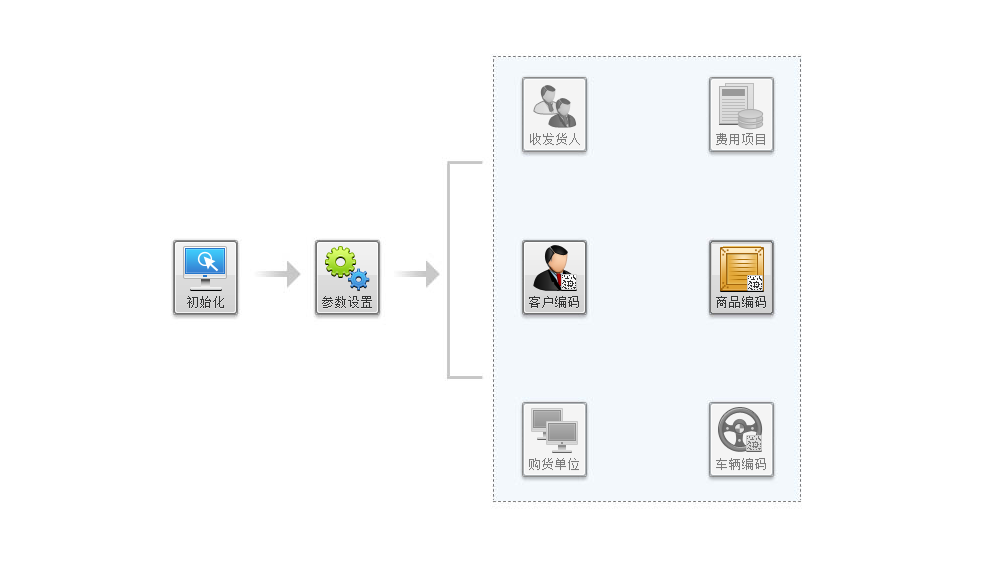 收发货人
费用项目
初始化
参数设置
客户编码
商品编码
购货单位
车辆编码